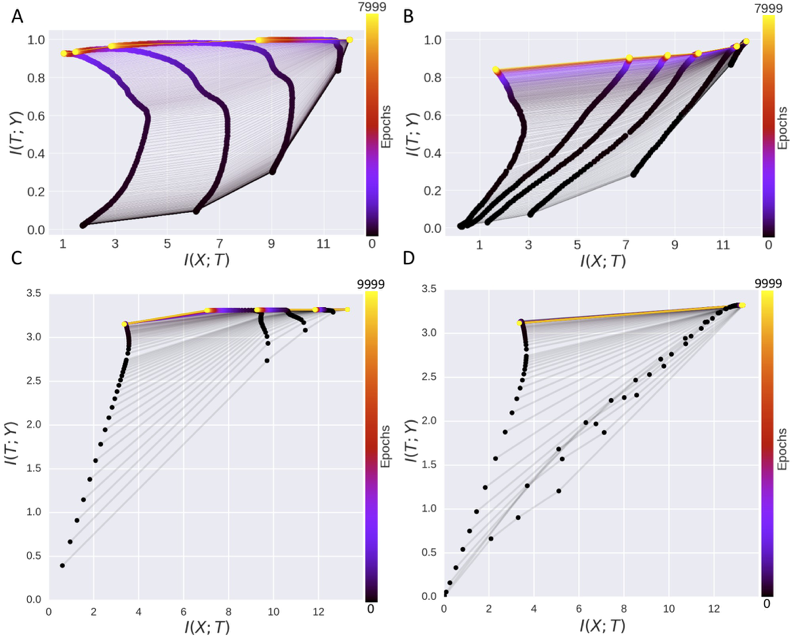 A
7999
1.0
0.8
0.6
0.4
0.2
0.0
I(T; Y)
1 3 5 7 9 11
I(X; T)
Epochs
0
B
7999
1.0
0.8
0.6
0.4
0.2
0.0
I(T; Y)
1 3 5 7 9 11
I(X; T)
Epochs
0
C
9999
3.5
3.0
2.5
2.0
1.5
1.0
0.5
0.0
I(T; Y)
0 2 4 6 8 10 12
I(X; T)
Epochs
0
D
9999
3.5
3.0
2.5
2.0
1.5
1.0
0.5
0.0
I(T; Y)
0 2 4 6 8 10 12
I(X; T)
Epochs
0